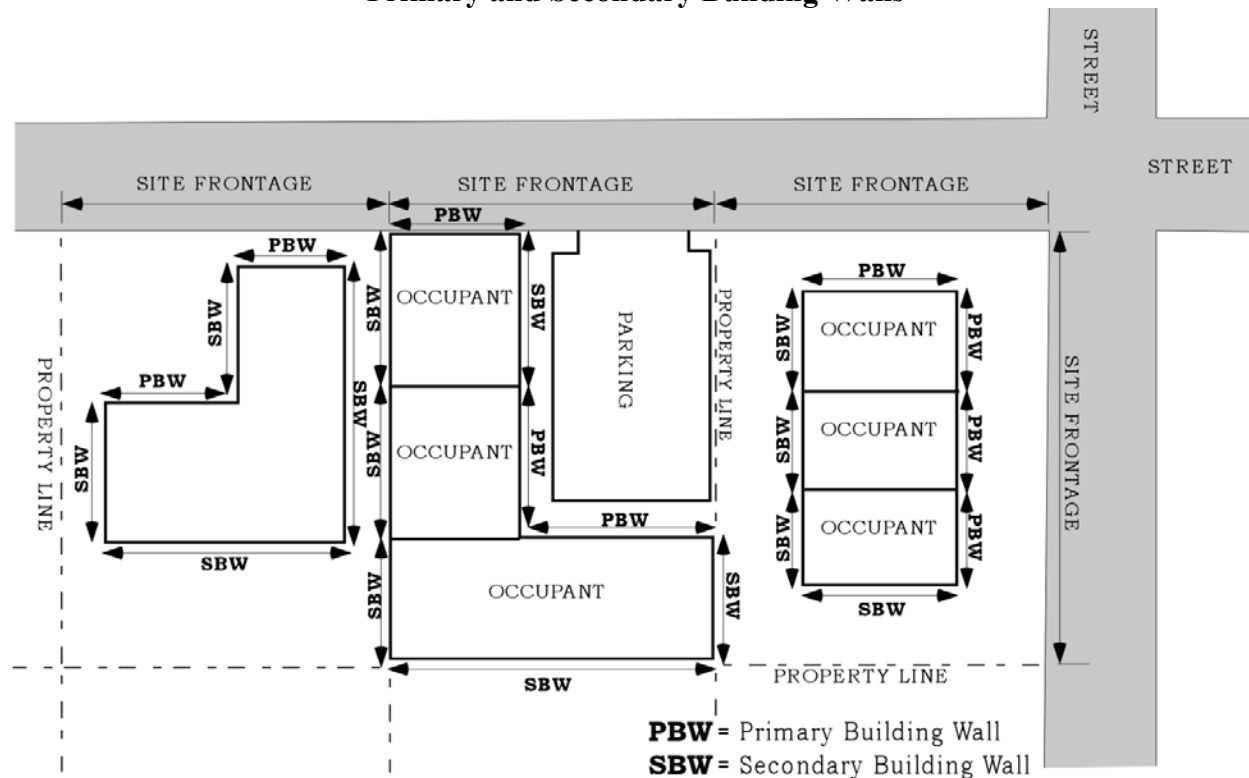 Primary and Secondary Building Walls
STREET
STREET
SITE FRONTAGE
SITE FRONTAGE
SITE FRONTAGE
PBW
PBW
PBW
SBW
SBW
SBW
OCCUPANT
PARKING
PROPERTY LINE
SBW
OCCUPANT
PBW
PROPERTY LINE
PBW
SBW
SBW
OCCUPANT
PBW
SBW
OCCUPANT
PBW
SITE FRONTAGE
SBW
SBW
PBW
SBW
OCCUPANT
PBW
SBW
SBW
OCCUPANT
SBW
SBW
SBW
PROPERTY LINE
PBW = Primary Building Wall
SBW = Secondary Building Wall